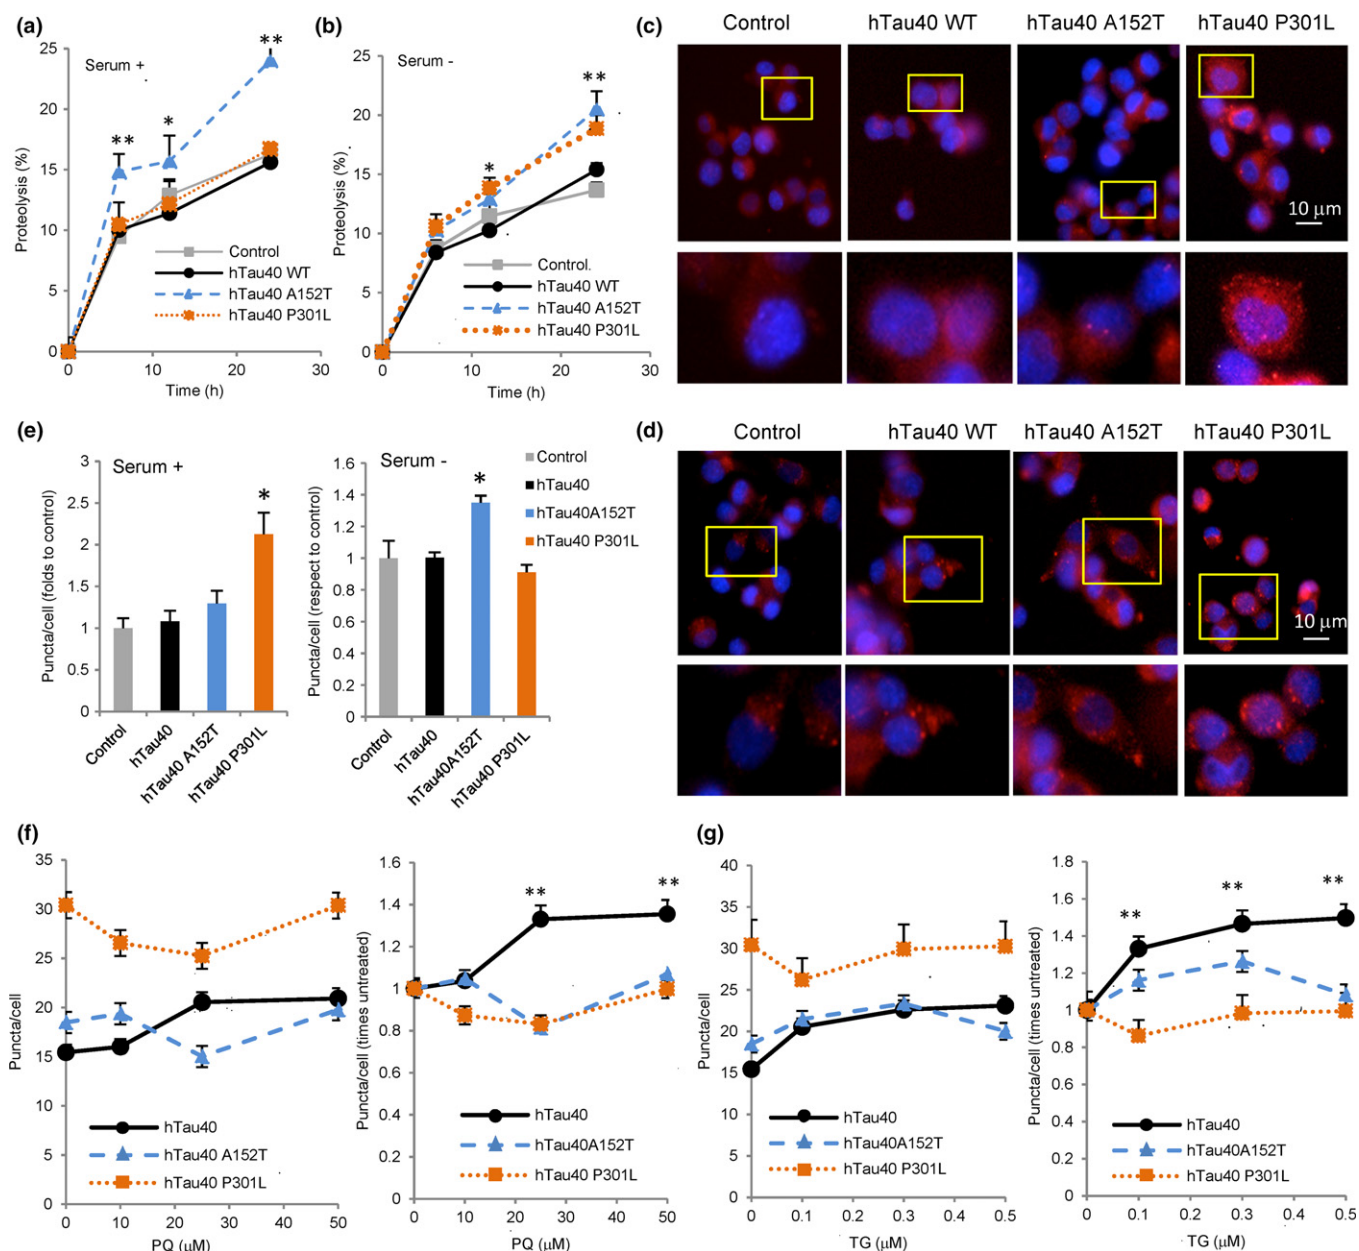 (a)
Serum +
Proteolysis (%)
25
20
15
10
5
0
**
*
**
Control
hTau40 WT
hTau40 A152T
hTau40 P301L
0 10 20 30
Time (h)
(b)
Serum -
Proteolysis (%)
25
20
15
10
5
0
*
**
Control
hTau40 WT
hTau40 A152T
hTau40 P301L
0 10 20 30
Time (h)
(c)
Control hTau40 WT hTau40 A152T hTau40 P301L
10 μm
(e)
Serum +
Puncta/cell (folds to control)
3
2.5
2
1.5
1
0.5
0
*
Control
hTau40
hTau40 A152T
hTau40 P301L
Serum -
Puncta/cell (respect to control)
1.6
1.4
1.2
1.0
0.8
0.6
0.4
0.2
0
*
Control
hTau40
hTau40A152T
hTau40 P301L
Control
hTau40
hTau40A152T
hTau40 P301L
(d)
Control hTau40 WT hTau40 A152T hTau40 P301L
10 μm
(f)
Puncta/cell
35
30
25
20
15
10
5
0
hTau40
hTau40 A152T
hTau40 P301L
0 10 20 30 40 50
PQ (μM)
Puncta/cell (times untreated)
1.6
1.4
1.2
1.0
0.8
0.6
0.4
0.2
0
**
**
hTau40
hTau40A152T
hTau40 P301L
0 10 20 30 40 50
PQ (μM)
(g)
Puncta/cell
40
35
30
25
20
15
10
5
0
hTau40
hTau40A152T
hTau40 P301L
0 0.1 0.2 0.3 0.4 0.5
TG (μM)
Puncta/cell (times untreated)
1.8
1.6
1.4
1.2
1.0
0.8
0.6
0.4
0.2
0
**
**
**
hTau40
hTau40A152T
hTau40 P301L
0 0.1 0.2 0.3 0.4 0.5
TG (μM)